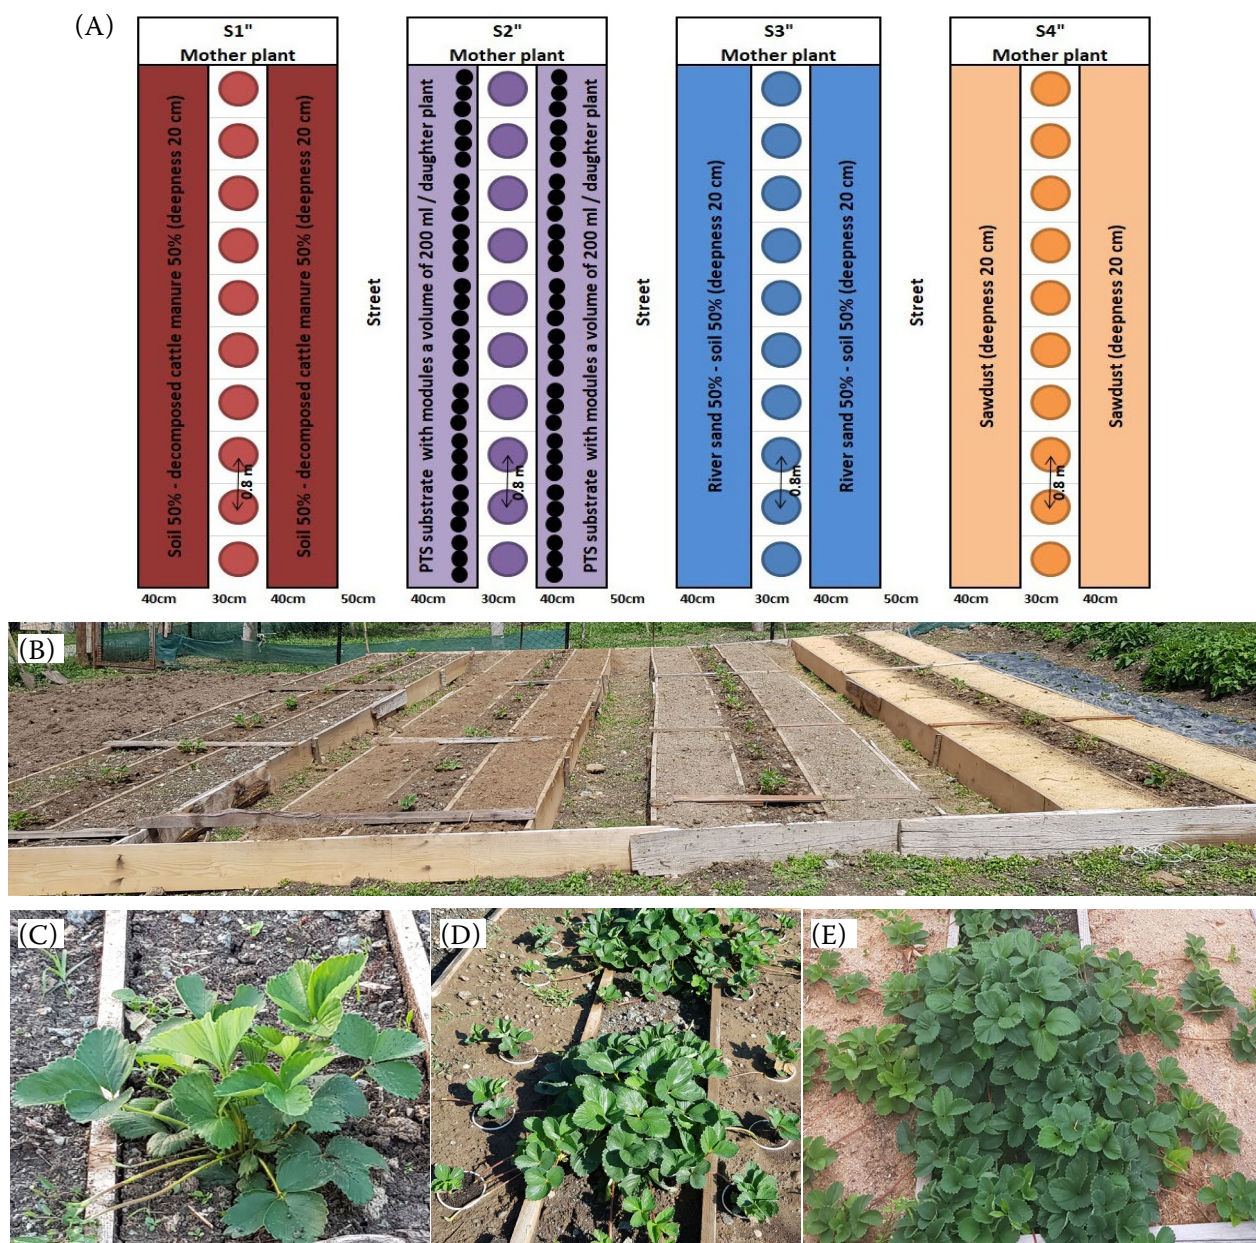 (A)
S1"
Mother plant
Soil 50% - decomposed cattle manure 50% (deepness 20 cm)
0.8 m
Soil 50% - decomposed cattle manure 50% (deepness 20 cm)
40cm
30cm
40cm
50cm
Street
S2"
Mother plant
PTS substrate with modules a volume of 200 ml / daughter plant
0.8 m
PTS substrate with modules a volume of 200 ml / daughter plant
40cm
30cm
40cm
50cm
Street
S3"
Mother plant
River sand 50% - soil 50% (deepness 20 cm)
0.8m
River sand 50% - soil 50% (deepness 20 cm)
40cm
30cm
40cm
50cm
Street
S4"
Mother plant
Sawdust (deepness 20 cm)
0.8 m
Sawdust (deepness 20 cm)
40cm
30cm
40cm
(B)
(C)
(D)
(E)